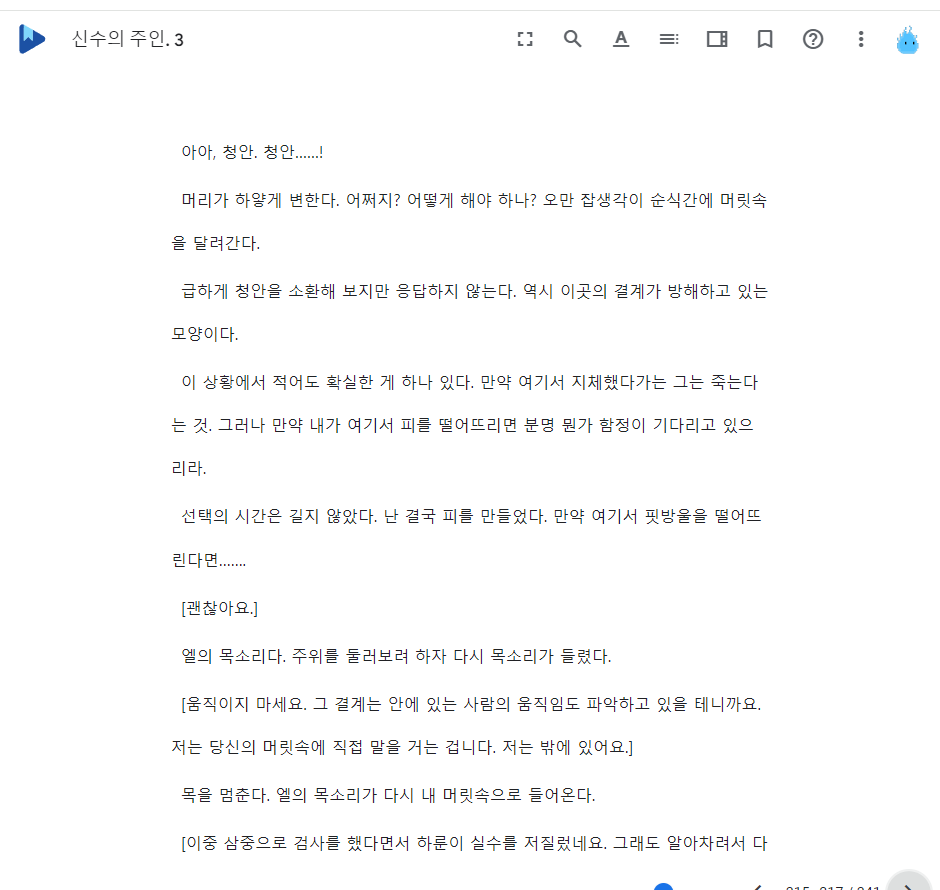 신수의 주인. 3
아아, 청안. 청안......!
머리가 하얗게 변한다. 어쩌지? 어떻게 해야 하나? 오만 잡생각이 순식간에 머릿속
을 달려간다.
급하게 청안을 소환해 보지만 응답하지 않는다. 역시 이곳의 결계가 방해하고 있는
모양이다.
이 상황에서 적어도 확실한 게 하나 있다. 만약 여기서 지체했다가는 그는 죽는다
는 것. 그러나 만약 내가 여기서 피를 떨어뜨리면 분명 뭔가 함정이 기다리고 있으
리라.
선택의 시간은 길지 않았다. 난 결국 피를 만들었다. 만약 여기서 핏방울을 떨어뜨
린다면.......
[괜찮아요.]
엘의 목소리다. 주위를 둘러보려 하자 다시 목소리가 들렸다.
[움직이지 마세요. 그 결계는 안에 있는 사람의 움직임도 파악하고 있을 테니까요.
저는 당신의 머릿속에 직접 말을 거는 겁니다. 저는 밖에 있어요.]
목을 멈춘다. 엘의 목소리가 다시 내 머릿속으로 들어온다.
[이중 삼중으로 검사를 했다면서 하룬이 실수를 저질렀네요. 그래도 알아차려서 다